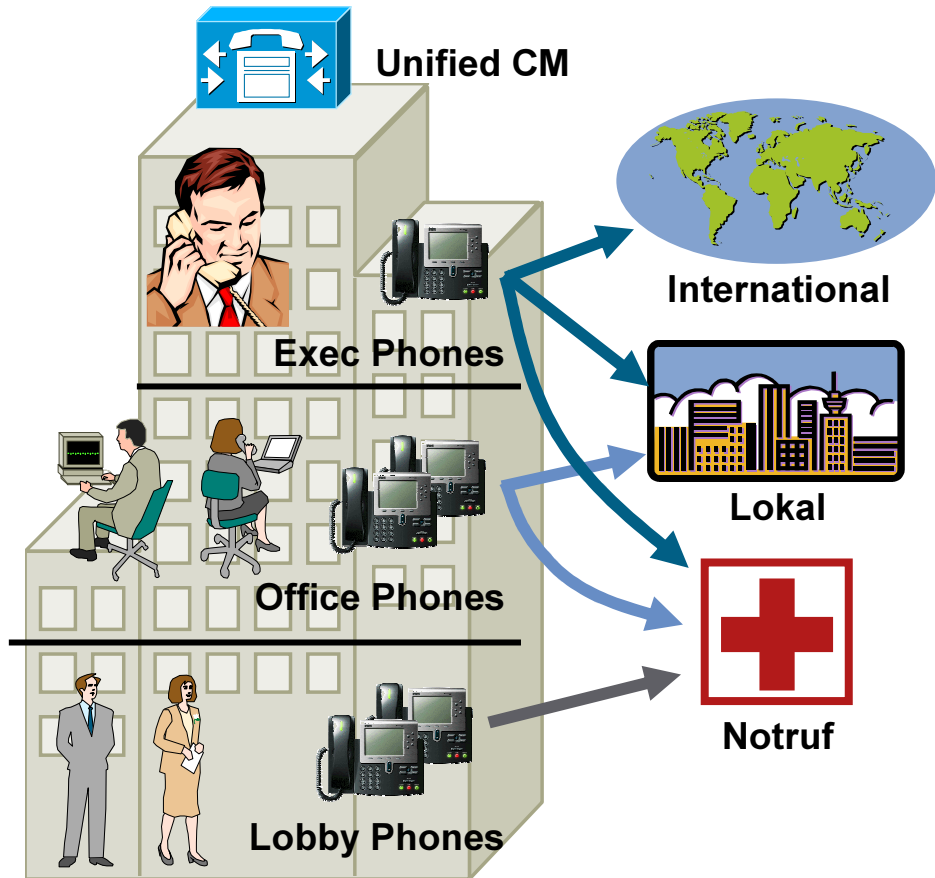 Unified CM
International
Exec Phones
Lokal
Office Phones
Notruf
Lobby Phones